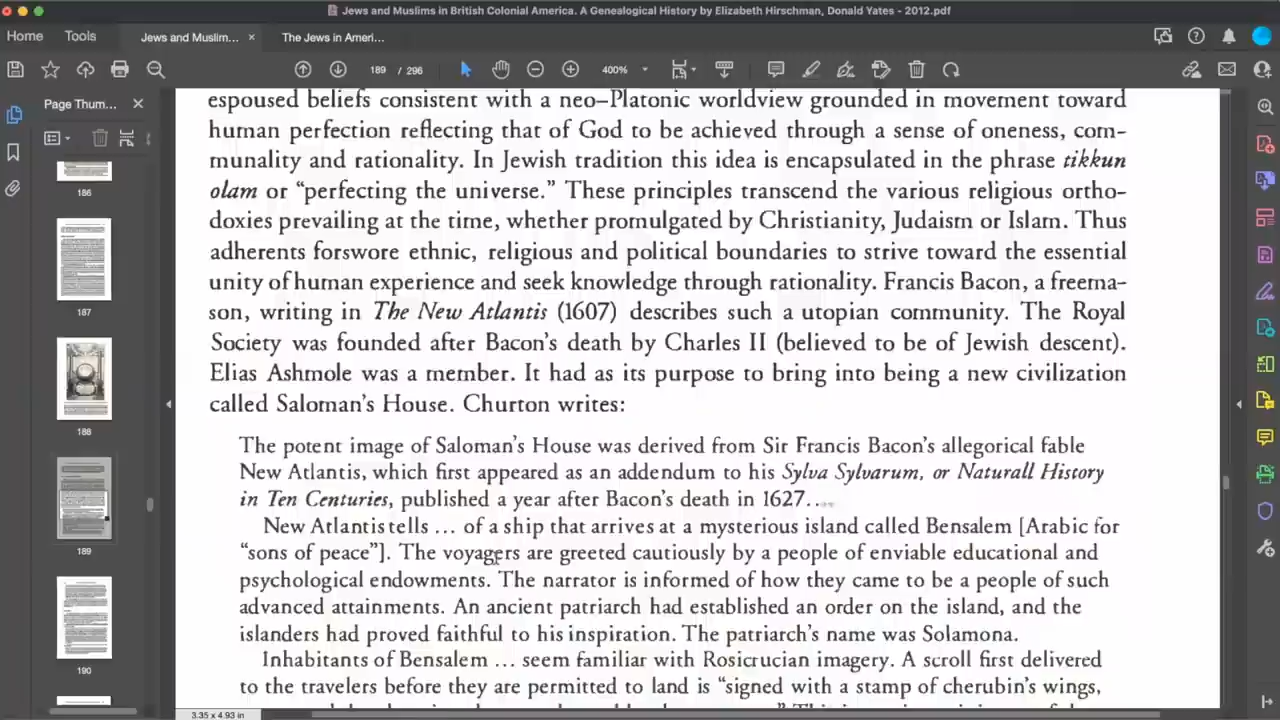 Jews and Muslims in British Colonial America. A Genealogical History by Elizabeth Hirschman, Donald Yates - 2012.pdf
Home Tools Jews and Muslim... × The Jews in Ameri...
189 / 296 400%
Page Thum... ×
186
187
188
189
190
espoused beliefs consistent with a neo–Platonic worldview grounded in movement toward
human perfection reflecting that of God to be achieved through a sense of oneness, com-
munality and rationality. In Jewish tradition this idea is encapsulated in the phrase tikkun
olam or “perfecting the universe.” These principles transcend the various religious ortho-
doxies prevailing at the time, whether promulgated by Christianity, Judaism or Islam. Thus
adherents forswore ethnic, religious and political boundaries to strive toward the essential
unity of human experience and seek knowledge through rationality. Francis Bacon, a freema-
son, writing in The New Atlantis (1607) describes such a utopian community. The Royal
Society was founded after Bacon’s death by Charles II (believed to be of Jewish descent).
Elias Ashmole was a member. It had as its purpose to bring into being a new civilization
called Saloman’s House. Churton writes:
The potent image of Saloman’s House was derived from Sir Francis Bacon’s allegorical fable
New Atlantis, which first appeared as an addendum to his Sylva Sylvarum, or Naturall History
in Ten Centuries, published a year after Bacon’s death in 1627...
New Atlantis tells ... of a ship that arrives at a mysterious island called Bensalem [Arabic for
“sons of peace”]. The voyagers are greeted cautiously by a people of enviable educational and
psychological endowments. The narrator is informed of how they came to be a people of such
advanced attainments. An ancient patriarch had established an order on the island, and the
islanders had proved faithful to his inspiration. The patriarch’s name was Solamona.
Inhabitants of Bensalem ... seem familiar with Rosicrucian imagery. A scroll first delivered
to the travelers before they are permitted to land is “signed with a stamp of cherubin’s wings,
3.35 x 4.93 in